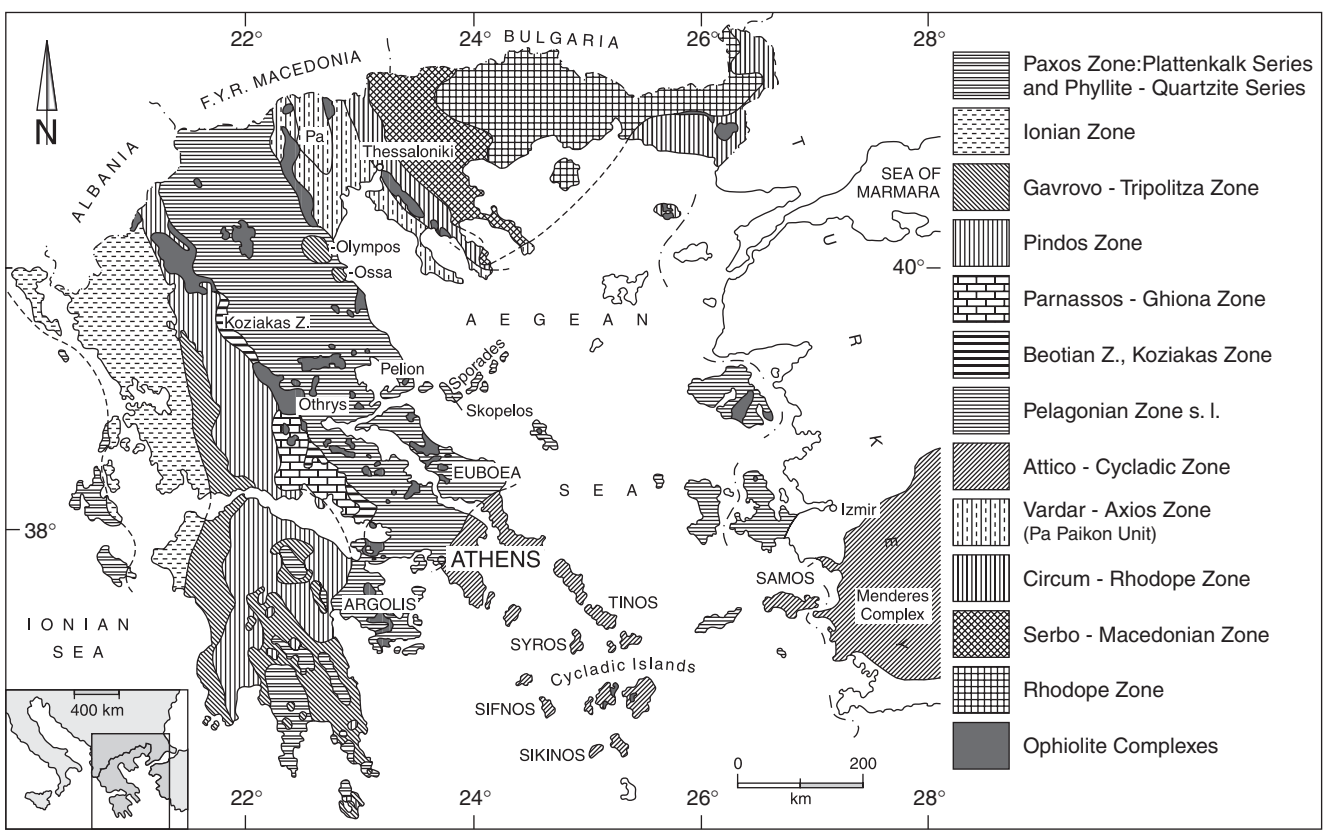 22°
24°
BULGARIA
26°
28°
F.Y.R. MACEDONIA
N
ALBANIA
Pa
Thessaloniki
SEA OF
MARMARA
Olympos
Ossa
40°
TURKEY
Koziakas Z.
AEGEAN
Pelion
Sporades
Skopelos
Othrys
EUBOEA
SEA
Izmir
38°
ATHENS
SAMOS
Menderes
Complex
ARGOLIS
TINOS
IONIAN
SEA
SYROS
Cycladic Islands
SIFNOS
SIKINOS
400 km
0 200
km
22°
24°
26°
28°
Paxos Zone:Plattenkalk Series
and Phyllite - Quartzite Series
Ionian Zone
Gavrovo - Tripolitza Zone
Pindos Zone
Parnassos - Ghiona Zone
Beotian Z., Koziakas Zone
Pelagonian Zone s. l.
Attico - Cycladic Zone
Vardar - Axios Zone
(Pa Paikon Unit)
Circum - Rhodope Zone
Serbo - Macedonian Zone
Rhodope Zone
Ophiolite Complexes